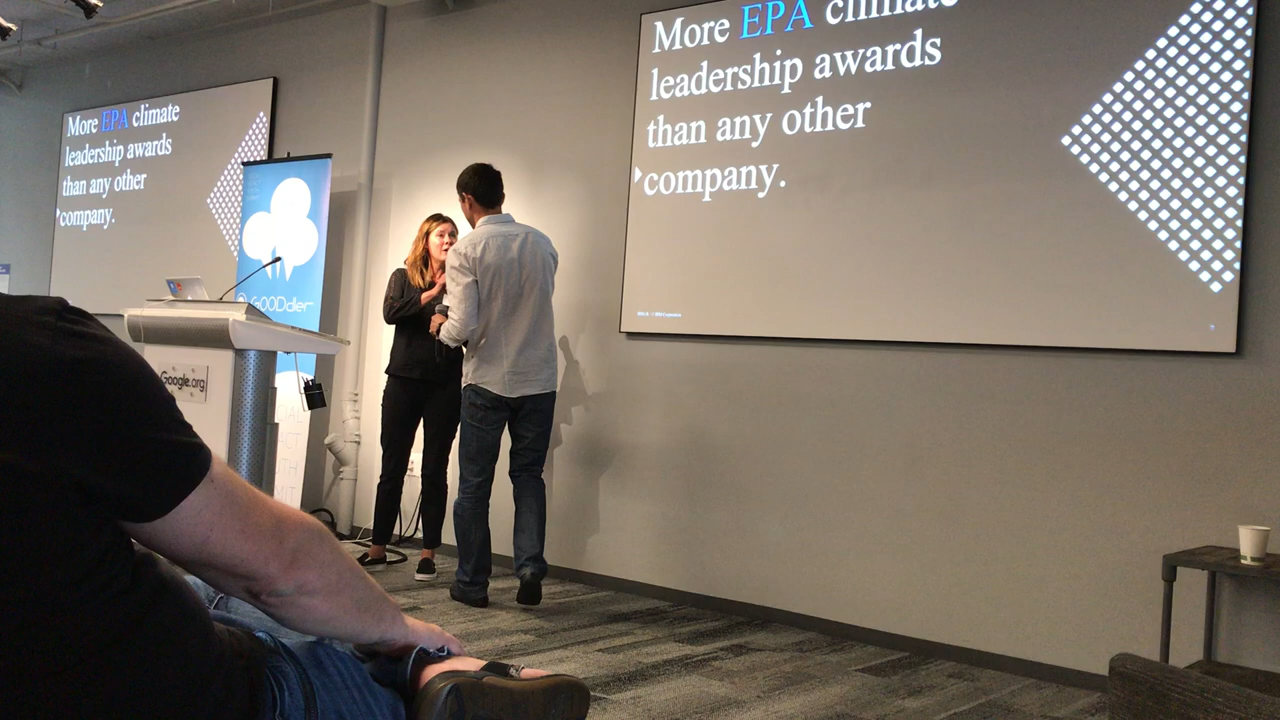 More EPA climate
leadership awards
than any other
company.
More EPA climate
leadership awards
than any other
company.
GOODdler
Google.org